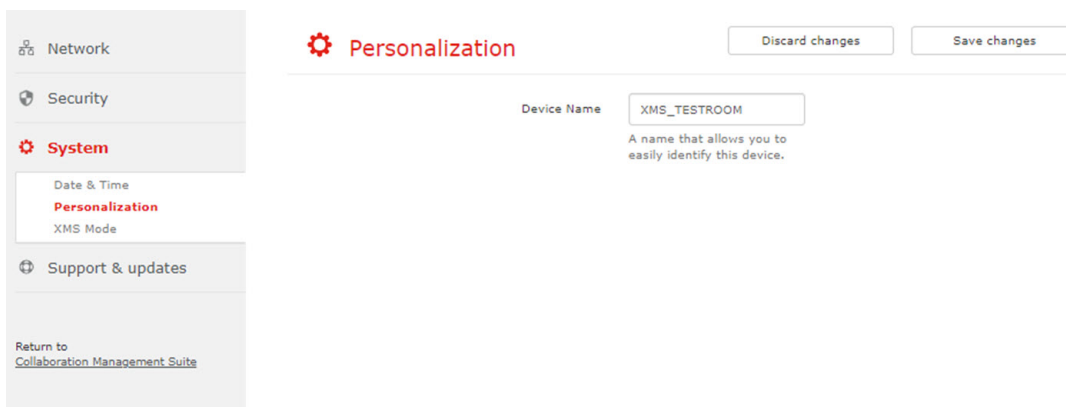 Network
Security
System
Date & Time
Personalization
XMS Mode
Support & updates
Return to
Collaboration Management Suite
Personalization
Discard changes
Save changes
Device Name
XMS_TESTROOM
A name that allows you to
easily identify this device.